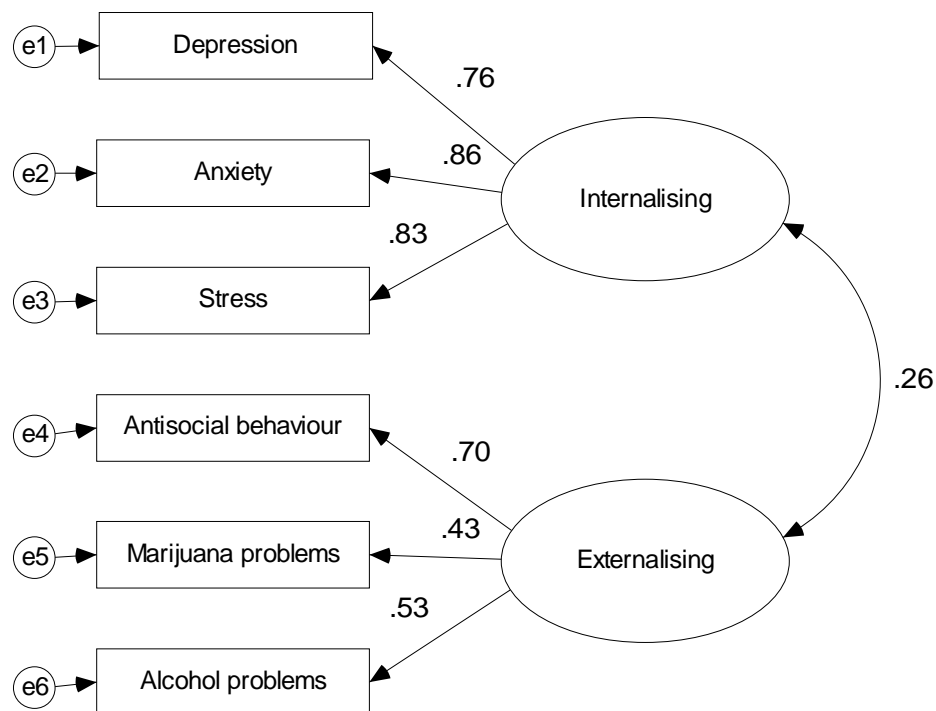 e1
Depression
.76
e2
Anxiety
.86
Internalising
.83
e3
Stress
.26
e4
Antisocial behaviour
.70
e5
Marijuana problems
.43
Externalising
.53
e6
Alcohol problems